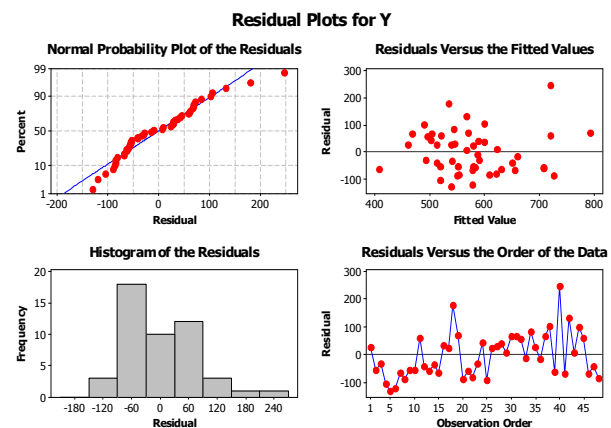 Residual Plots for Y
Normal Probability Plot of the Residuals
99
90
50
10
1
Percent
-200 -100 0 100 200
Residual
Residuals Versus the Fitted Values
300
200
100
0
-100
Residual
400 500 600 700 800
Fitted Value
Histogram of the Residuals
20
15
10
5
0
Frequency
-180 -120 -60 0 60 120 180 240
Residual
Residuals Versus the Order of the Data
300
200
100
0
-100
Residual
1 5 10 15 20 25 30 35 40 45
Observation Order